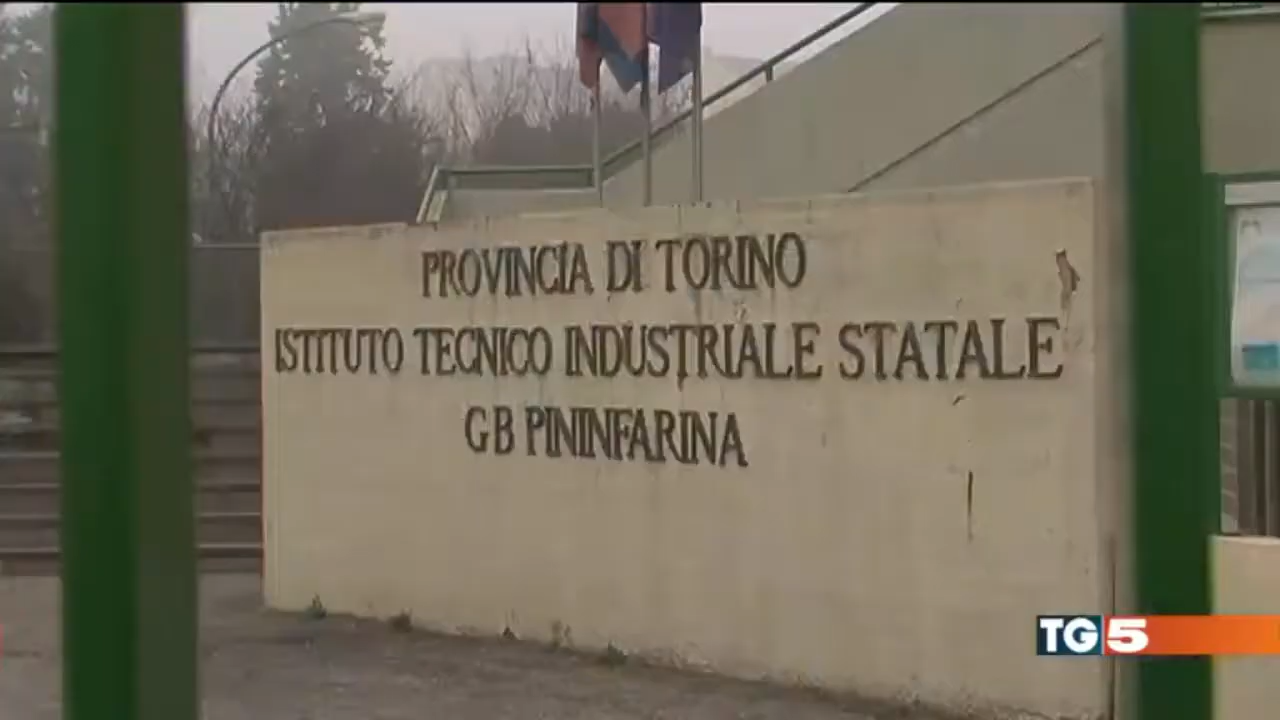 PROVINCIA DI TORINO
ISTITUTO TECNICO INDUSTRIALE STATALE
GB PININFARINA
TG5